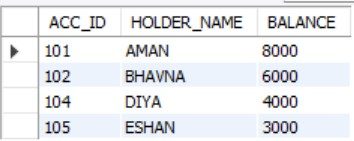 ACC_ID HOLDER_NAME BALANCE
101 AMAN 8000
102 BHAVNA 6000
104 DIYA 4000
105 ESHAN 3000